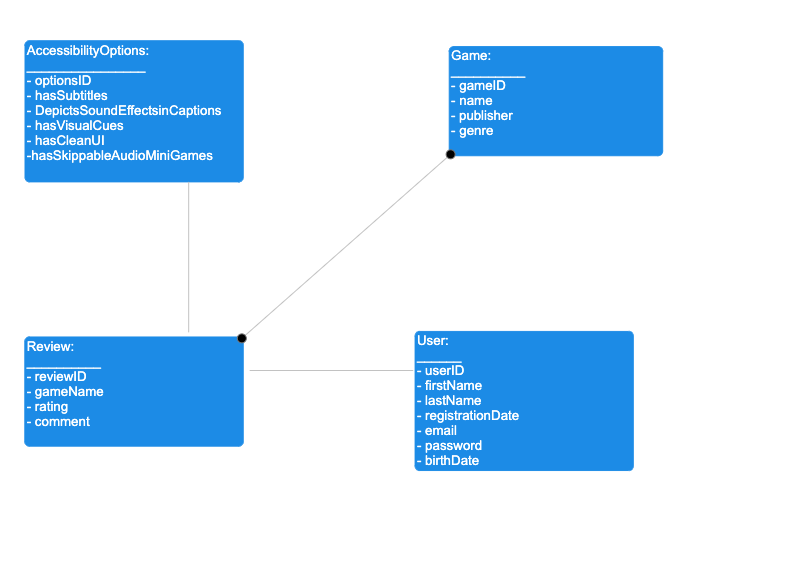 AccessibilityOptions:
________________
- optionsID
- hasSubtitles
- DepictsSoundEffectsinCaptions
- hasVisualCues
- hasCleanUI
-hasSkippableAudioMiniGames
Game:
__________
- gameID
- name
- publisher
- genre
Review:
__________
- reviewID
- gameName
- rating
- comment
User:
______
- userID
- firstName
- lastName
- registrationDate
- email
- password
- birthDate